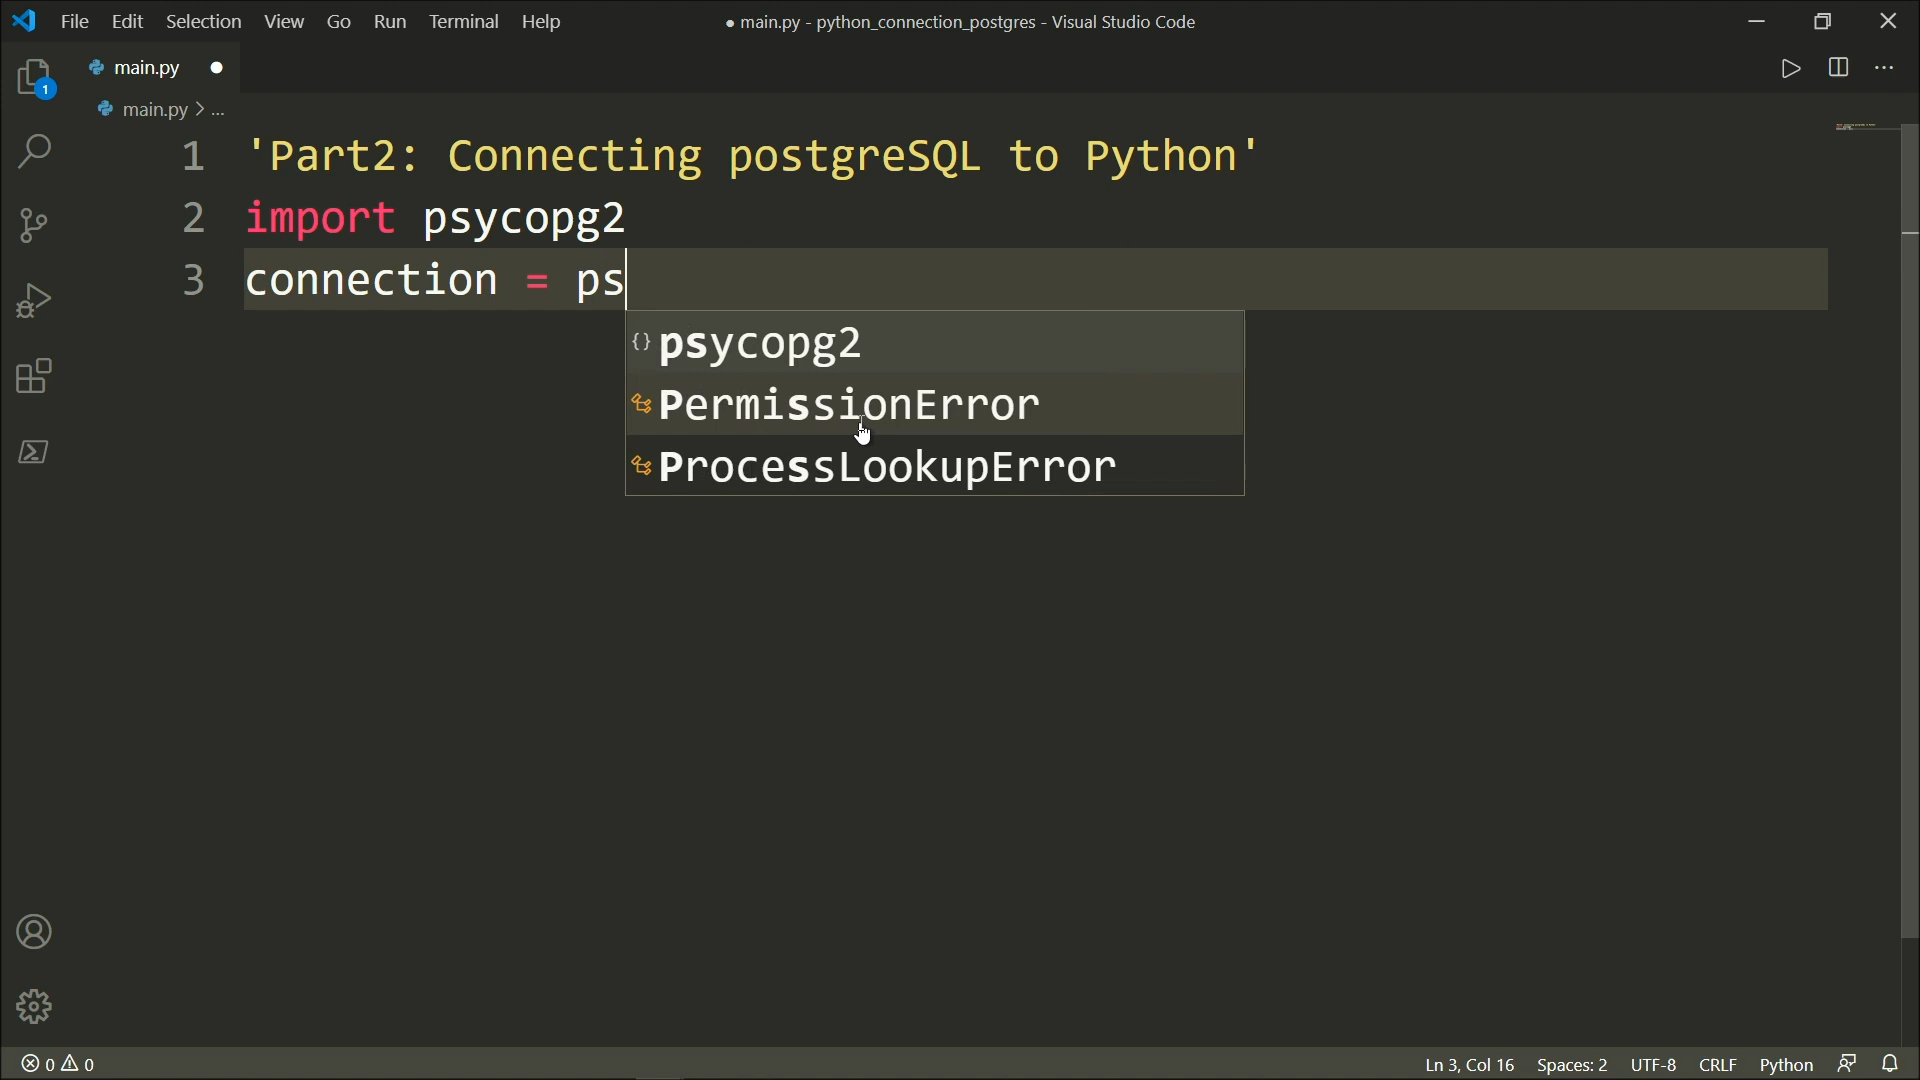 File Edit Selection View Go Run Terminal Help
● main.py - python_connection_postgres - Visual Studio Code
main.py ●
main.py > ...
1
1 'Part2: Connecting postgreSQL to Python'
2 import psycopg2
3 connection = ps
{} psycopg2
PermissionError
ProcessLookupError
0 0
Ln 3, Col 16 Spaces: 2 UTF-8 CRLF Python